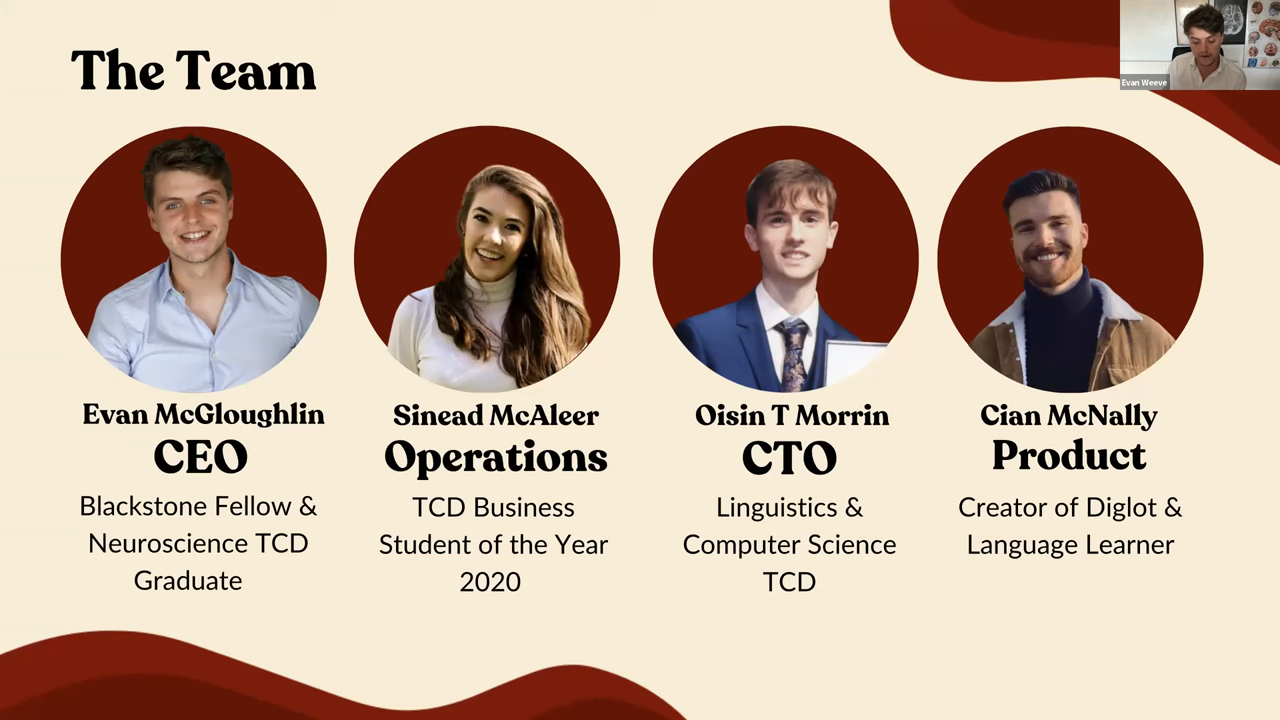 The Team
Evan Weeve
Evan McGloughlin
CEO
Blackstone Fellow &
Neuroscience TCD
Graduate
Sinead McAleer
Operations
TCD Business
Student of the Year
2020
Oisin T Morrin
CTO
Linguistics &
Computer Science
TCD
Cian McNally
Product
Creator of Diglot &
Language Learner